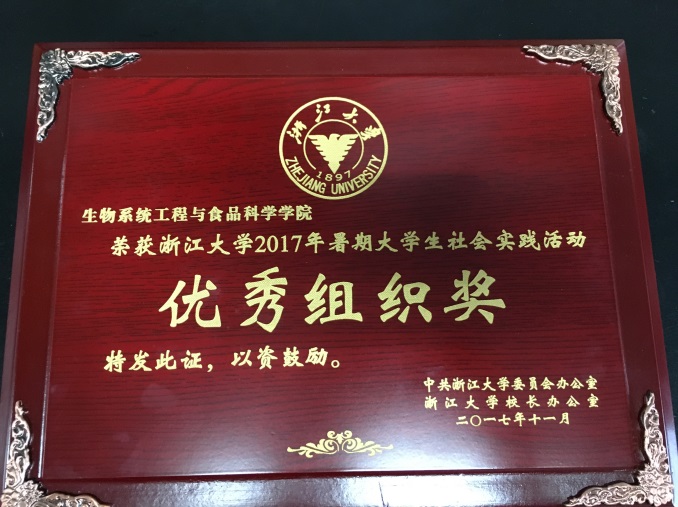 浙江大學
1897
ZHEJIANG UNIVERSITY
生物系统工程与食品科学学院
荣获浙江大学2017年暑期大学生社会实践活动
优秀组织奖
特发此证，以资鼓励。
中共浙江大学委员会办公室
浙江大学校长办公室
二〇一七年十一月